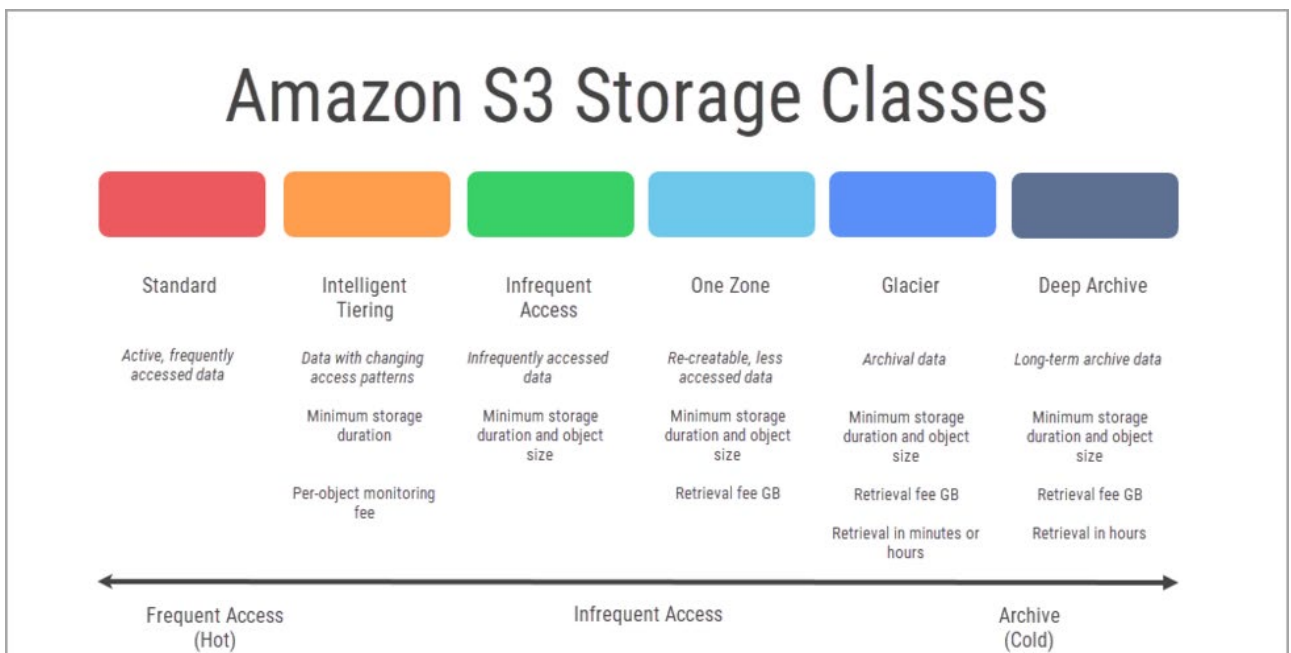 Amazon S3 Storage Classes
Standard
Intelligent
Tiering
Infrequent
Access
One Zone
Glacier
Deep Archive
Active, frequently
accessed data
Data with changing
access patterns
Infrequently accessed
data
Re-creatable, less
accessed data
Archival data
Long-term archive data
Minimum storage
duration
Minimum storage
duration and object
size
Minimum storage
duration and object
size
Minimum storage
duration and object
size
Minimum storage
duration and object
size
Per-object monitoring
fee
Retrieval fee GB
Retrieval fee GB
Retrieval fee GB
Retrieval in minutes or
hours
Retrieval in hours
Frequent Access
(Hot)
Infrequent Access
Archive
(Cold)